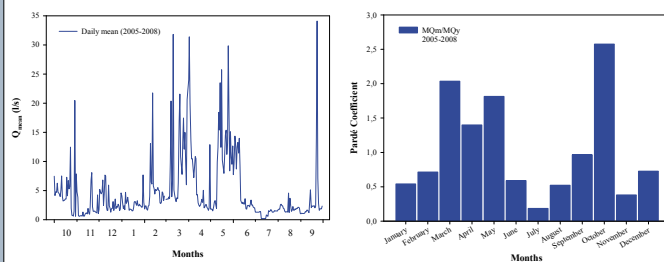 35
30
25
20
15
10
5
0
Q mean (l/s)
Daily mean (2005-2008)
10 11 12 1 2 3 4 5 6 7 8 9
Months
3,0
2,5
2,0
1,5
1,0
0,5
0,0
Pardé Coefficient
MQm/MQy
2005-2008
January
February
March
April
May
June
July
August
September
October
November
December
Months